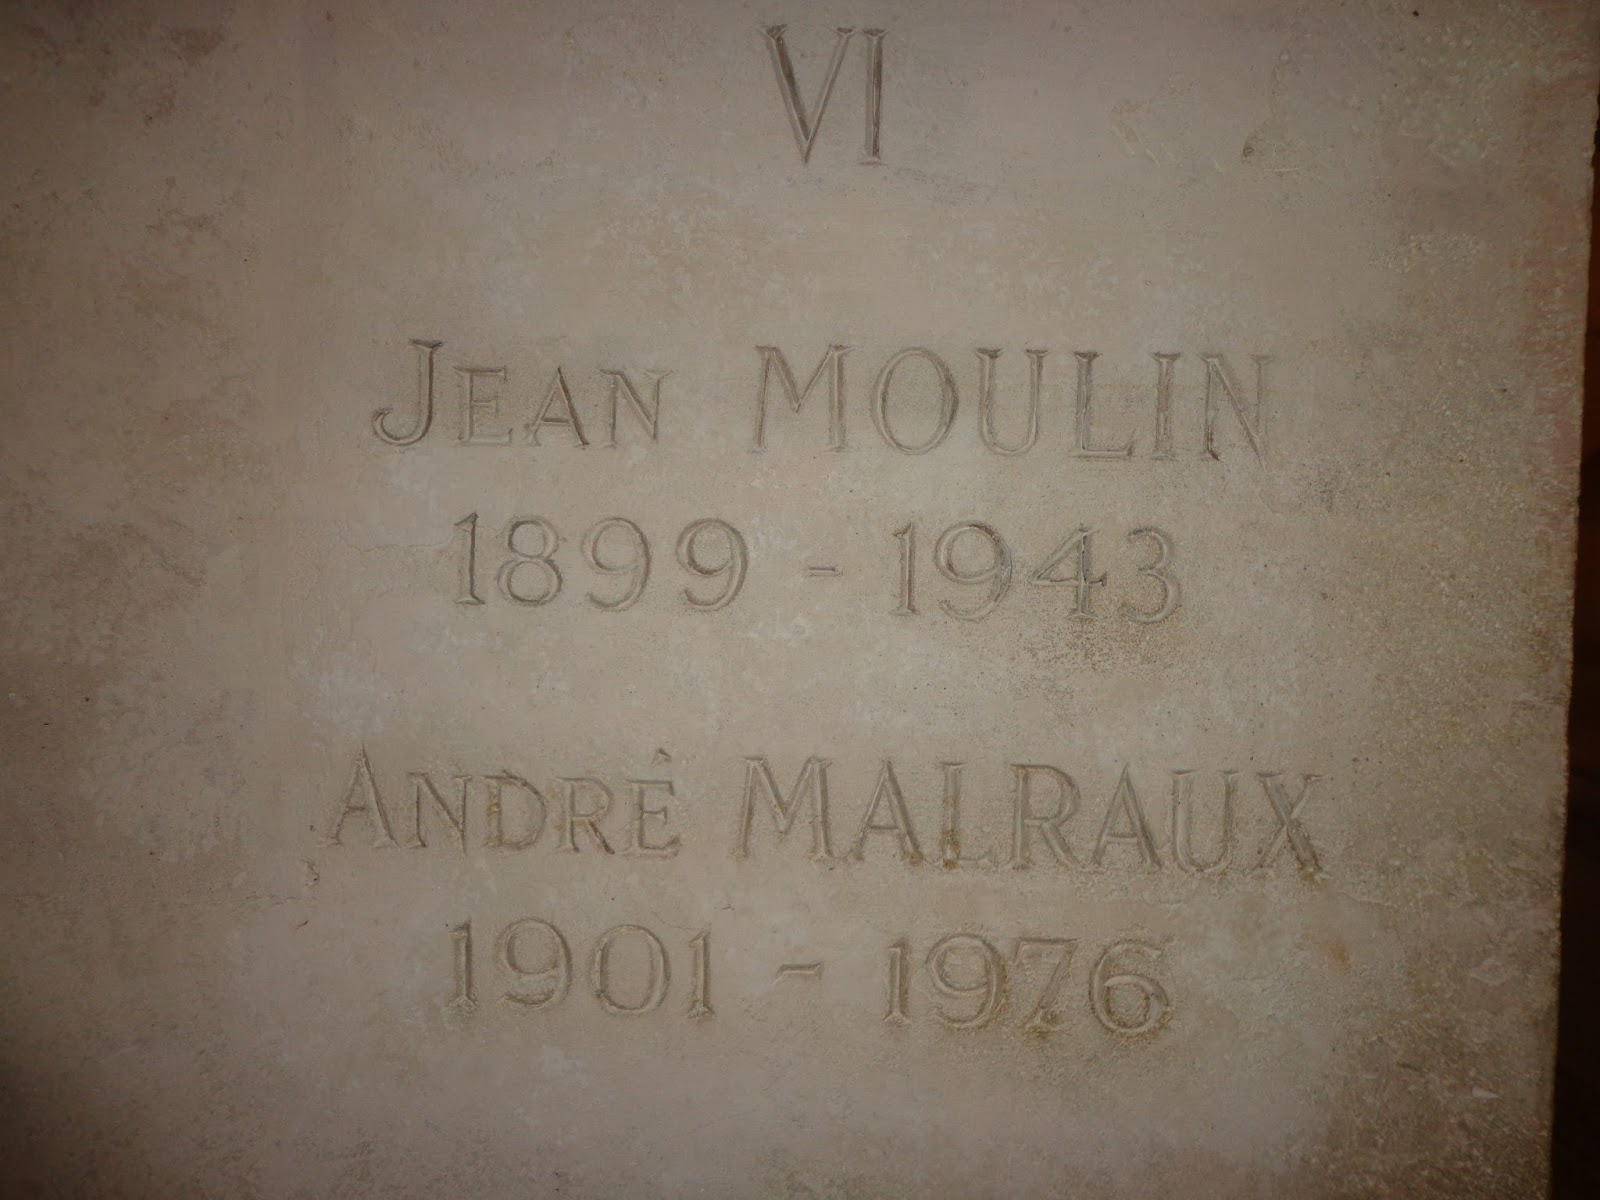 VI
JEAN MOULIN
1899 - 1943
ANDRÉ MALRAUX
1901 - 1976